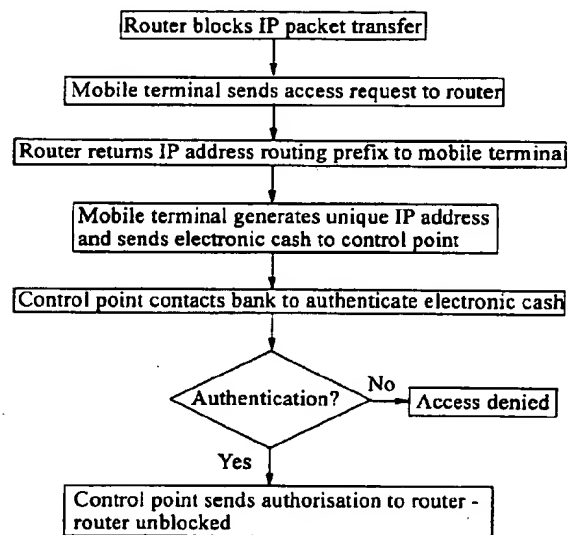 Router blocks IP packet transfer
Mobile terminal sends access request to router
Router returns IP address routing prefix to mobile terminal
Mobile terminal generates unique IP address
and sends electronic cash to control point
Control point contacts bank to authenticate electronic cash
Authentication?
No
Access denied
Yes
Control point sends authorisation to router -
router unblocked